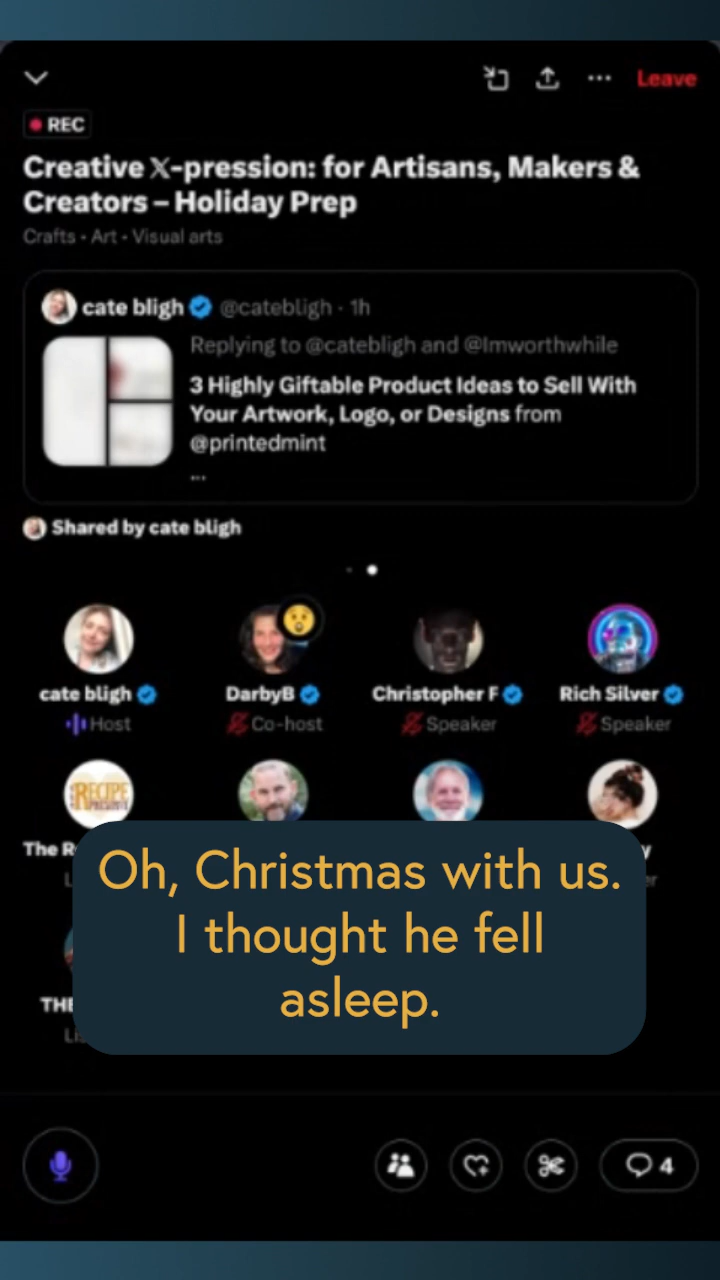 Leave
REC
Creative 𝕏-pression: for Artisans, Makers &
Creators – Holiday Prep
Crafts • Art • Visual arts
cate bligh @catebligh · 1h
Replying to @catebligh and @Imworthwhile
3 Highly Giftable Product Ideas to Sell With
Your Artwork, Logo, or Designs from
@printedmint
...
Shared by cate bligh
cate bligh DarbyB Christopher F Rich Silver
Host Co-host Speaker Speaker
RECIPE
The R
Oh, Christmas with us.
I thought he fell
asleep.
THE
4